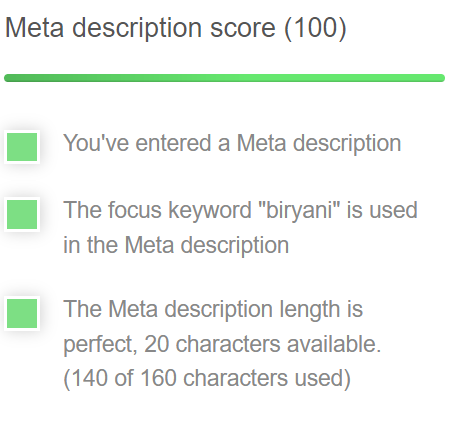 Meta description score (100)
You've entered a Meta description
The focus keyword "biryani" is used
in the Meta description
The Meta description length is
perfect, 20 characters available.
(140 of 160 characters used)